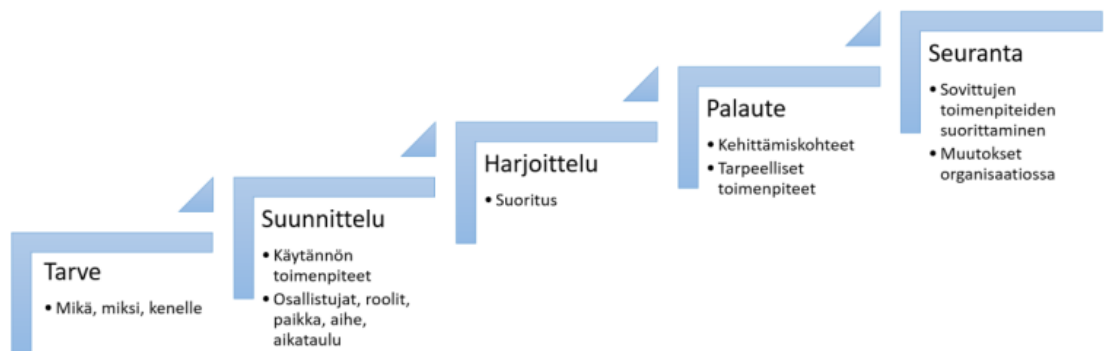 Tarve
• Mikä, miksi, kenelle
Suunnittelu
• Käytännön
toimenpiteet
• Osallistujat, roolit,
paikka, aihe,
aikataulu
Harjoittelu
• Suoritus
Palaute
• Kehittämiskohteet
• Tarpeelliset
toimenpiteet
Seuranta
• Sovittujen
toimenpiteiden
suorittaminen
• Muutokset
organisaatiossa